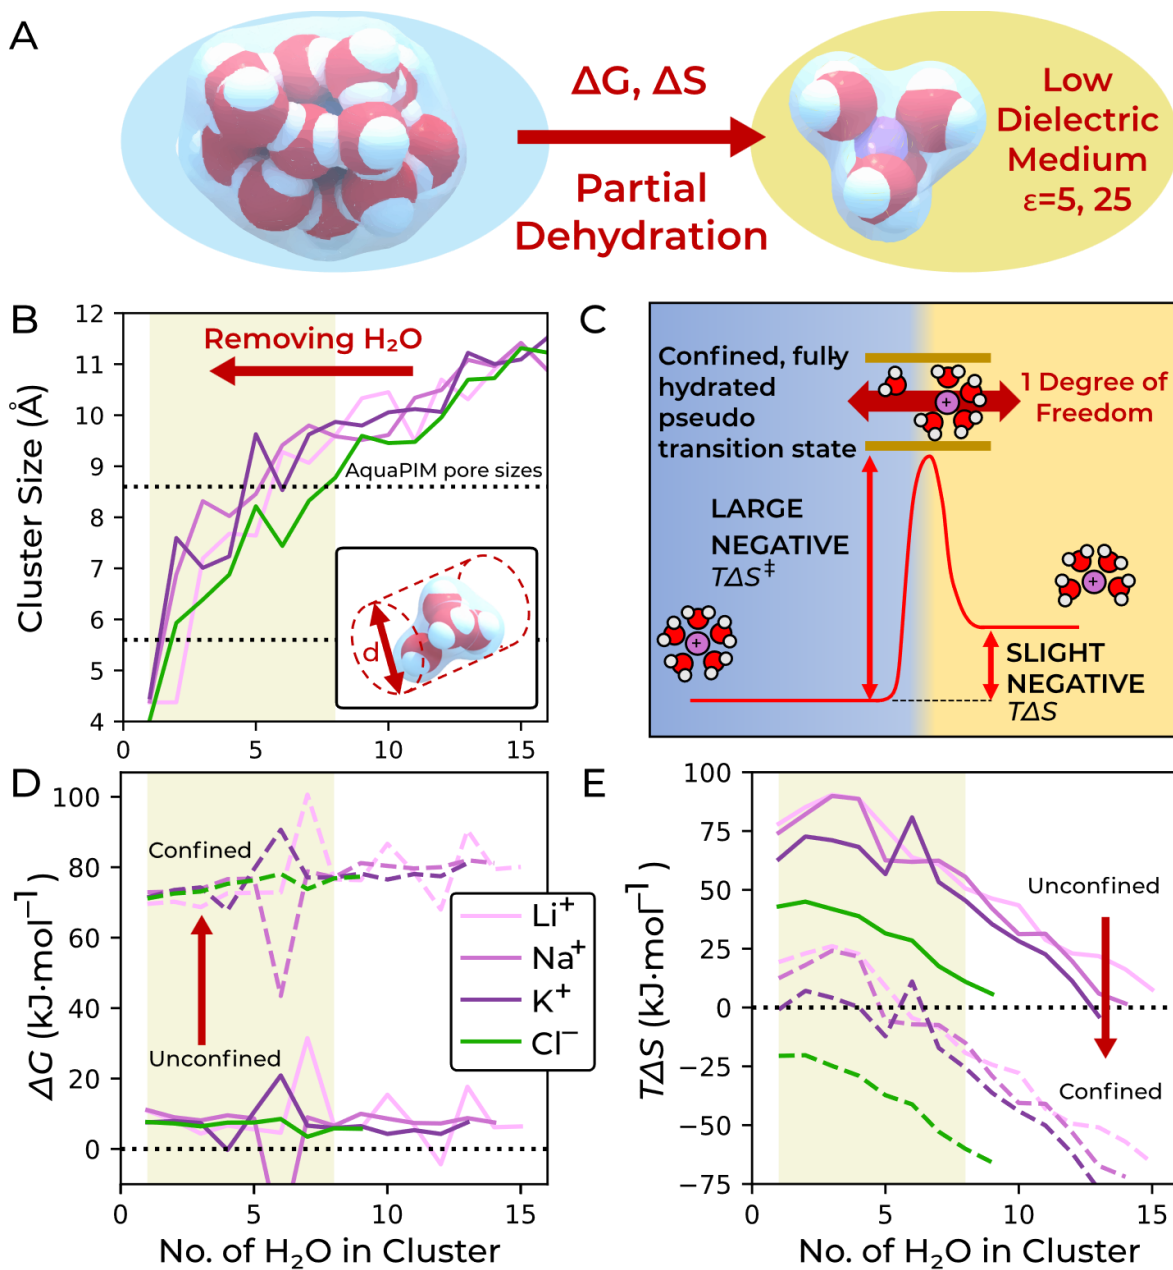 A
ΔG, ΔS
Partial
Dehydration
Low
Dielectric
Medium
ε=5, 25
B
12
11
10
9
8
7
6
5
4
Cluster Size (Å)
Removing H₂O
AquaPIM pore sizes
d
0
5
10
15
C
Confined, fully
hydrated
pseudo
transition state
1 Degree of
Freedom
LARGE
NEGATIVE
TΔS‡
SLIGHT
NEGATIVE
TΔS
+
+
+
D
100
80
60
40
20
0
ΔG (kJ·mol⁻¹)
Confined
Unconfined
Li⁺
Na⁺
K⁺
Cl⁻
0
5
10
15
No. of H₂O in Cluster
E
100
75
50
25
0
−25
−50
−75
TΔS (kJ·mol⁻¹)
Unconfined
Confined
0
5
10
15
No. of H₂O in Cluster